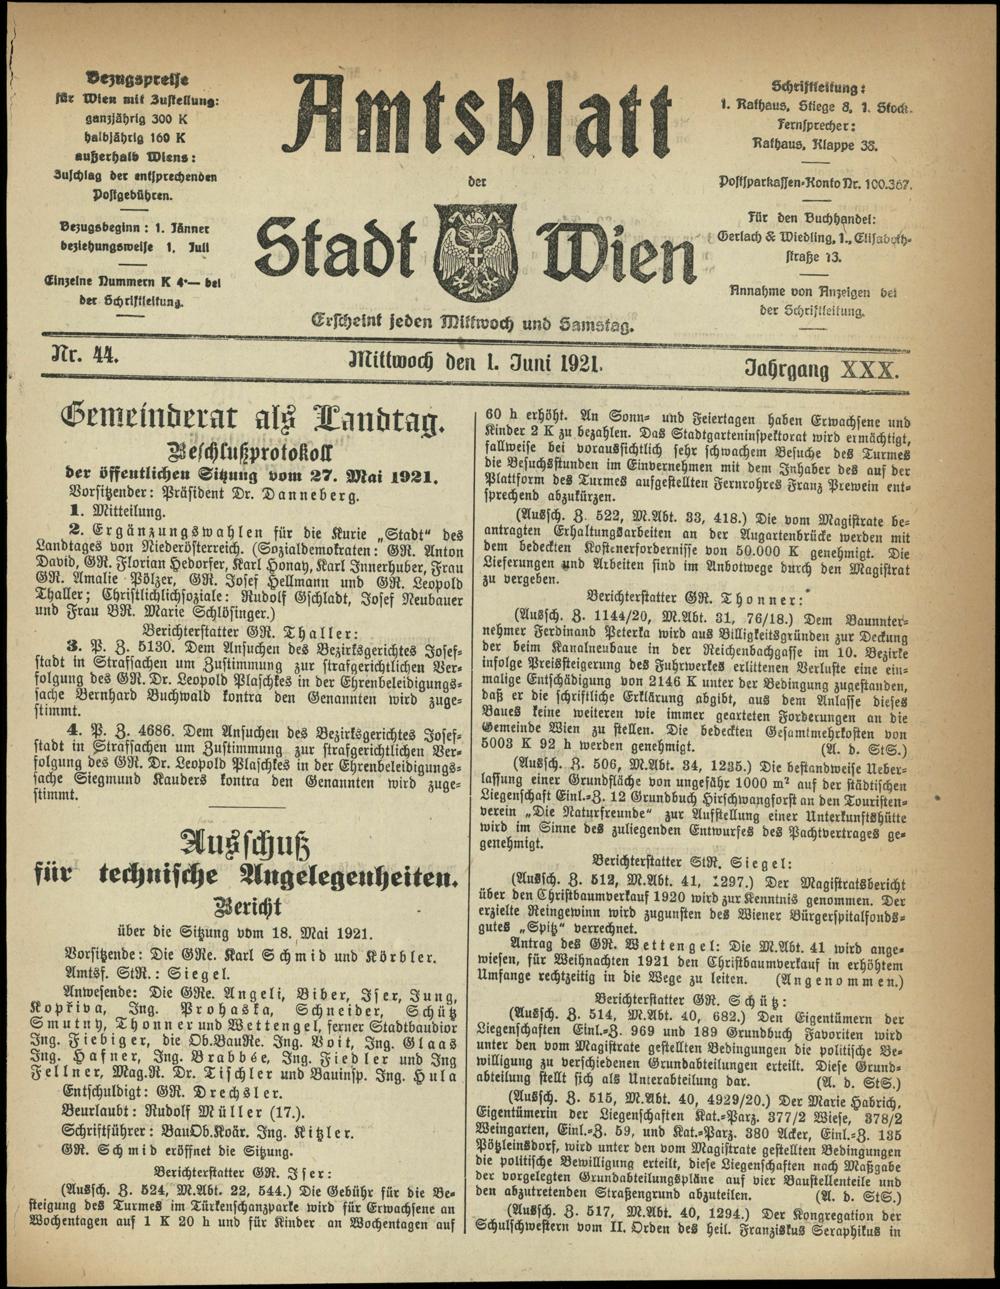 Bezugspreise
für Wien mit Zustellung:
ganzjährig 300 K
halbjährig 160 K
außerhalb Wiens:
Zuschlag der entsprechenden
Postgebühren.
Bezugsbeginn: 1. Jänner
beziehungsweise 1. Juli
Einzelne Nummern K 4·— bei
der Schriftleitung.
Amtsblatt
der
Stadt Wien
Erscheint jeden Mittwoch und Samstag.
Schriftleitung:
1. Rathaus, Stiege 8, 1. Stock.
Fernsprecher:
Rathaus, Klappe 38.
Postsparkassen-Konto Nr. 100.367.
Für den Buchhandel:
Gerlach & Wiedling, 1., Elisabeth-
straße 13.
Annahme von Anzeigen bei
der Schriftleitung.
Nr. 44.
Mittwoch den 1. Juni 1921.
Jahrgang XXX.
Gemeinderat als Landtag.
Beschlußprotokoll
der öffentlichen Sitzung vom 27. Mai 1921.
Vorsitzender: Präsident Dr. Danneberg.
1. Mitteilung.
2. Ergänzungswahlen für die Kurie „Stadt“ des
Landtages von Niederösterreich. (Sozialdemokraten: GR. Anton
David, GR. Florian Hedorfer, Karl Honay, Karl Innerhuber, Frau
GR. Amalie Pölzer, GR. Josef Hellmann und GR. Leopold
Thaller; Christlichlichsoziale: Rudolf Gschladt, Josef Neubauer
und Frau BR. Marie Schlösinger.)
Berichterstatter GR. Thaller:
3. P. Z. 5130. Dem Ansuchen des Bezirksgerichtes Josef-
stadt in Strafsachen um Zustimmung zur strafgerichtlichen Ver-
folgung des GR. Dr. Leopold Plaschkes in der Ehrenbeleidigungs-
sache Bernhard Buchwald kontra den Genannten wird zuge-
stimmt.
4. P. Z. 4686. Dem Ansuchen des Bezirksgerichtes Josef-
stadt in Strafsachen um Zustimmung zur strafgerichtlichen Ver-
folgung des GR. Dr. Leopold Plaschkes in der Ehrenbeleidigungs-
sache Siegmund Kauders kontra den Genannten wird zuge-
stimmt.
Ausschuß
für technische Angelegenheiten.
Bericht
über die Sitzung vom 18. Mai 1921.
Vorsitzende: Die GRe. Karl Schmid und Körbler.
Amtsf. StR.: Siegel.
Anwesende: Die GRe. Angeli, Biber, Iser, Jung,
Kopřiva, Ing. Prohaska, Schneider, Schütz
Smutny, Thonner und Wettengel, ferner Stadtbaudior
Ing. Fiebiger, die Ob.BauRe. Ing. Voit, Ing. Glaas
Ing. Hafner, Ing. Brabbée, Ing. Fiedler und Ing
Fellner, Mag.R. Dr. Tischler und Bauinsp. Ing. Hula
Entschuldigt: GR. Drechsler.
Beurlaubt: Rudolf Müller (17.).
Schriftführer: BauOb.Koär. Ing. Kitzler.
GR. Schmid eröffnet die Sitzung.
Berichterstatter GR. Iser:
(Aussch. Z. 524, M.Abt. 22, 544.) Die Gebühr für die Be-
steigung des Turmes im Türkenschanzparke wird für Erwachsene an
Wochentagen auf 1 K 20 h und für Kinder an Wochentagen auf
60 h erhöht. An Sonn- und Feiertagen haben Erwachsene und
Kinder 2 K zu bezahlen. Das Stadtgarteninspektorat wird ermächtigt,
fallweise bei voraussichtlich sehr schwachem Besuche des Turmes
die Besuchsstunden im Einvernehmen mit dem Inhaber des auf der
Plattform des Turmes aufgestellten Fernrohres Franz Prewein ent-
sprechend abzukürzen.
(Aussch. Z. 522, M.Abt. 33, 418.) Die vom Magistrate be-
antragten Erhaltungsarbeiten an der Augartenbrücke werden mit
dem bedeckten Kostenerfordernisse von 50.000 K genehmigt. Die
Lieferungen und Arbeiten sind im Anbotwege durch den Magistrat
zu vergeben.
Berichterstatter GR. Thonner:
(Aussch. Z. 1144/20, M.Abt. 31, 76/18.) Dem Baunnter-
nehmer Ferdinand Peterka wird aus Billigkeitsgründen zur Deckung
der beim Kanalneubaue in der Reichenbachgasse im 10. Bezirke
infolge Preissteigerung des Fuhrwerkes erlittenen Verluste eine ein-
malige Entschädigung von 2146 K unter der Bedingung zugestanden,
daß er die schriftliche Erklärung abgibt, aus dem Anlasse dieses
Baues keine weiteren wie immer gearteten Forderungen an die
Gemeinde Wien zu stellen. Die bedeckten Gesamtmehrkosten von
5003 K 92 h werden genehmigt. (A. d. StS.)
(Aussch. Z. 506, M.Abt. 34, 1235.) Die bestandweise Ueber-
lassung einer Grundfläche von ungefähr 1000 m² auf der städtischen
Liegenschaft Einl.-Z. 12 Grundbuch Hirschwangforst an den Touristen-
verein „Die Naturfreunde“ zur Aufstellung einer Unterkunftshütte
wird im Sinne des zuliegenden Entwurfes des Pachtvertrages ge-
genehmigt.
Berichterstatter StR. Siegel:
(Aussch. Z. 512, M.Abt. 41, 1297.) Der Magistratsbericht
über den Christbaumverkauf 1920 wird zur Kenntnis genommen. Der
erzielte Reingewinn wird zugunsten des Wiener Bürgerspitalfonds-
gutes „Spitz“ verrechnet.
Antrag des GR. Wettengel: Die M.Abt. 41 wird ange-
wiesen, für Weihnachten 1921 den Christbaumverkauf in erhöhtem
Umfange rechtzeitig in die Wege zu leiten. (Angenommen.)
Berichterstatter GR. Schütz:
(Aussch. Z. 514, M.Abt. 40, 682.) Den Eigentümern der
Liegenschaften Einl.-Z. 969 und 189 Grundbuch Favoriten wird
unter den vom Magistrate gestellten Bedingungen die politische Be-
willigung zu verschiedenen Grundabteilungen erteilt. Diese Grund-
abteilung stellt sich als Unterabteilung dar. (A. d. StS.)
(Aussch. Z. 515, M.Abt. 40, 4929/20.) Der Marie Habrich,
Eigentümerin der Liegenschaften Kat.-Parz. 377/2 Wiese, 378/2
Weingarten, Einl.-Z. 59, und Kat.-Parz. 380 Acker, Einl.-Z. 135
Pötzleinsdorf, wird unter den vom Magistrate gestellten Bedingungen
die politische Bewilligung erteilt, diese Liegenschaften nach Maßgabe
der vorgelegten Grundabteilungspläne auf vier Baustellenteile und
den abzutretenden Straßengrund abzuteilen. (A. d. StS.)
(Aussch. Z. 517, M.Abt. 40, 1294.) Der Kongregation der
Schulschwestern vom II. Orden des heil. Franziskus Seraphikus in